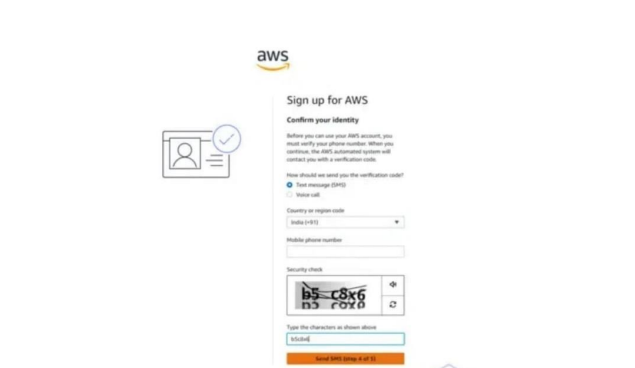 aws
Sign up for AWS
Confirm your identity
Before you can use your AWS account, you
must verify your phone number. When you
continue, the AWS automated system will
contact you with a verification code.
How should we send you the verification code?
Text message (SMS)
Voice call
Country or region code
India (+91)
Mobile phone number
Security check
b5 c8x6
Type the characters as shown above
b5c8x6
Send SMS (step 4 of 5)